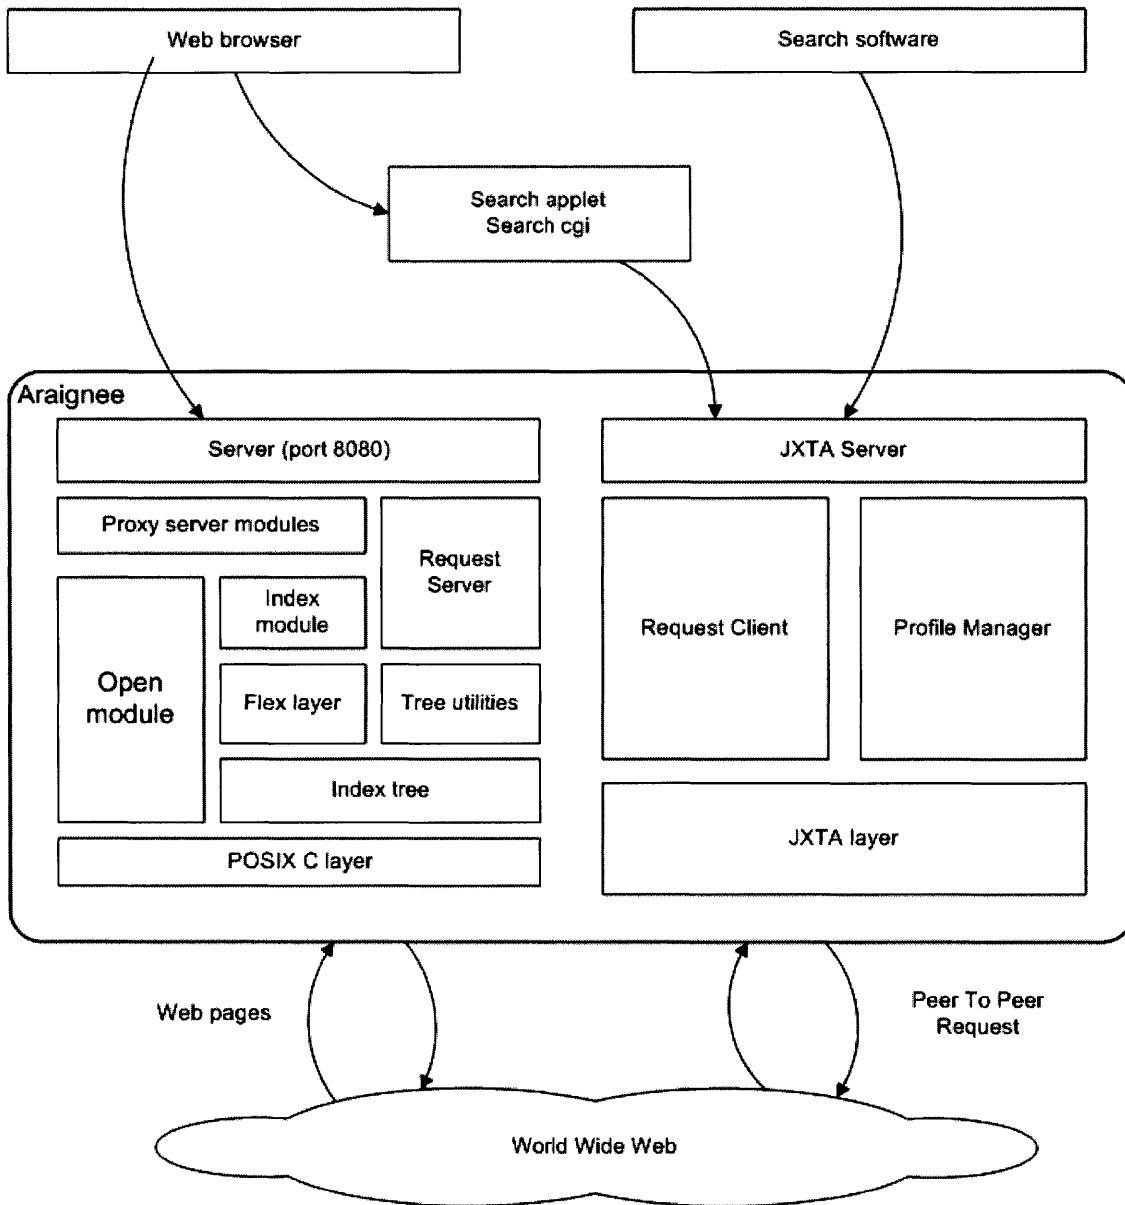 Web browser
Search software
Search applet
Search cgi
Araignee
Server (port 8080)
JXTA Server
Proxy server modules
Request
Server
Index
module
Request Client
Profile Manager
Open
module
Flex layer
Tree utilities
Index tree
JXTA layer
POSIX C layer
Web pages
Peer To Peer
Request
World Wide Web